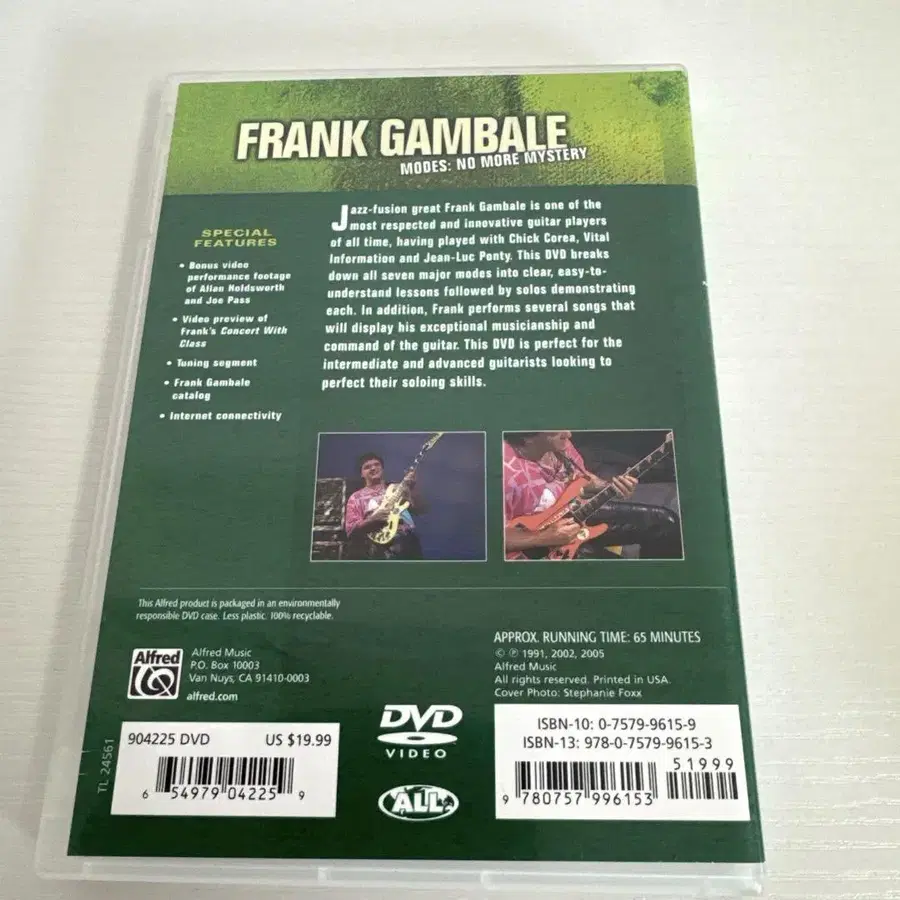 FRANK GAMBALE
MODES: NO MORE MYSTERY
SPECIAL
FEATURES
• Bonus video
performance footage
of Allan Holdsworth
and Joe Pass
• Video preview of
Frank's Concert With
Class
• Tuning segment
• Frank Gambale
catalog
• Internet connectivity
Jazz-fusion great Frank Gambale is one of the
most respected and innovative guitar players
of all time, having played with Chick Corea, Vital
Information and Jean-Luc Ponty. This DVD breaks
down all seven major modes into clear, easy-to-
understand lessons followed by solos demonstrating
each. In addition, Frank performs several songs that
will display his exceptional musicianship and
command of the guitar. This DVD is perfect for the
intermediate and advanced guitarists looking to
perfect their soloing skills.
This Alfred product is packaged in an environmentally
responsible DVD case. Less plastic. 100% recyclable.
Alfred
Alfred Music
P.O. Box 10003
Van Nuys, CA 91410-0003
alfred.com
APPROX. RUNNING TIME: 65 MINUTES
© ℗ 1991, 2002, 2005
Alfred Music
All rights reserved. Printed in USA.
Cover Photo: Stephanie Foxx
TL 24561
904225 DVD US $19.99
6 54979 04225 9
DVD
VIDEO
ALL
ISBN-10: 0-7579-9615-9
ISBN-13: 978-0-7579-9615-3
51999
9 780757 996153